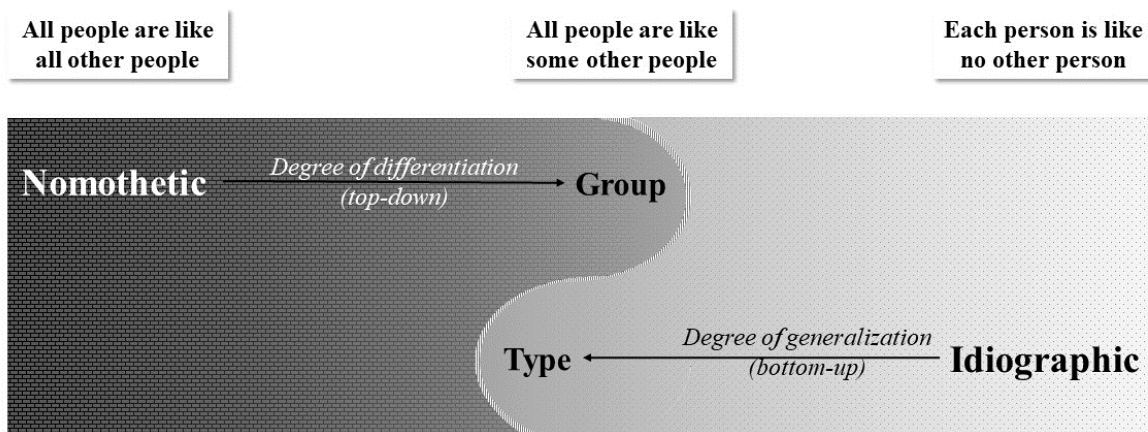 All people are like
all other people
All people are like
some other people
Each person is like
no other person
Nomothetic
Degree of differentiation
(top-down)
Group
Type
Degree of generalization
(bottom-up)
Idiographic